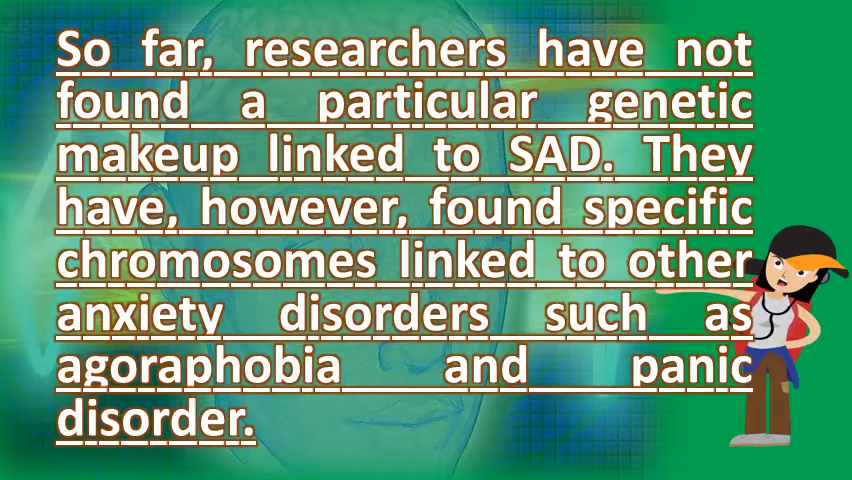 So far, researchers have not
found a particular genetic
makeup linked to SAD. They
have, however, found specific
chromosomes linked to other
anxiety disorders such as
agoraphobia and panic
disorder.